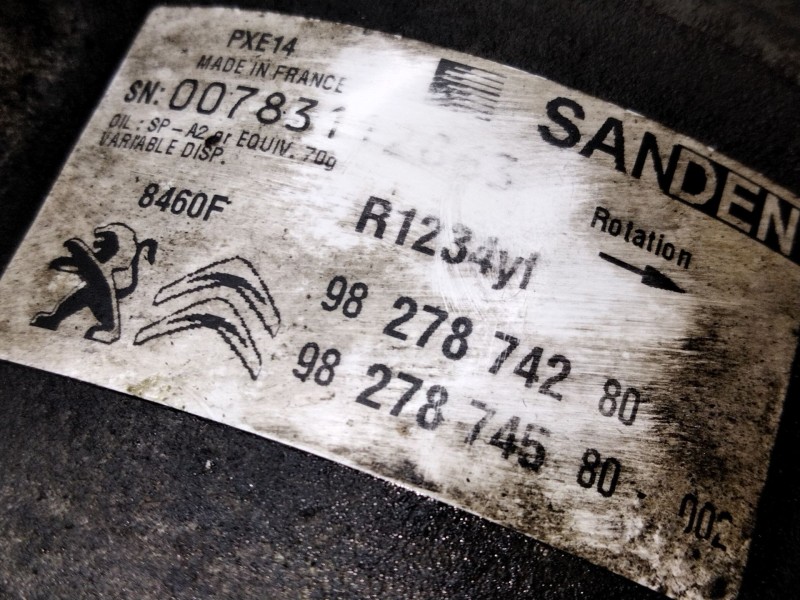 PXE14
MADE IN FRANCE
SN: 00783
OIL: SP-A2 or EQUIV. 70g
VARIABLE DISP.
8460F
SANDEN
Rotation
R1234yf
98 278 742 80
98 278 745 80 - 002